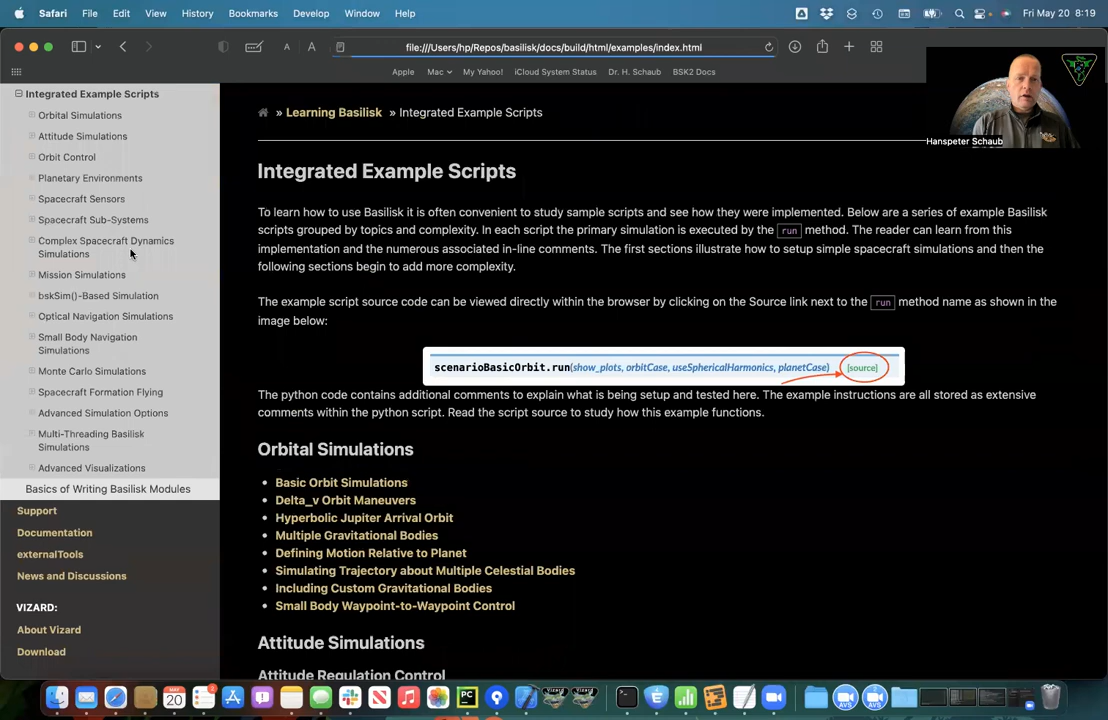 Safari File Edit View History Bookmarks Develop Window Help
Fri May 20 8:19
A A file:///Users/hp/Repos/basilisk/docs/build/html/examples/index.html
Apple Mac My Yahoo! iCloud System Status Dr. H. Schaub BSK2 Docs
Hanspeter Schaub
Integrated Example Scripts
Orbital Simulations
Attitude Simulations
Orbit Control
Planetary Environments
Spacecraft Sensors
Spacecraft Sub-Systems
Complex Spacecraft Dynamics
Simulations
Mission Simulations
bskSim()-Based Simulation
Optical Navigation Simulations
Small Body Navigation
Simulations
Monte Carlo Simulations
Spacecraft Formation Flying
Advanced Simulation Options
Multi-Threading Basilisk
Simulations
Advanced Visualizations
Basics of Writing Basilisk Modules
Support
Documentation
externalTools
News and Discussions
VIZARD:
About Vizard
Download
» Learning Basilisk » Integrated Example Scripts
Integrated Example Scripts
To learn how to use Basilisk it is often convenient to study sample scripts and see how they were implemented. Below are a series of example Basilisk
scripts grouped by topics and complexity. In each script the primary simulation is executed by the run method. The reader can learn from this
implementation and the numerous associated in-line comments. The first sections illustrate how to setup simple spacecraft simulations and then the
following sections begin to add more complexity.
The example script source code can be viewed directly within the browser by clicking on the Source link next to the run method name as shown in the
image below:
scenarioBasicOrbit.run(show_plots, orbitCase, useSphericalHarmonics, planetCase) [source]
The python code contains additional comments to explain what is being setup and tested here. The example instructions are all stored as extensive
comments within the python script. Read the script source to study how this example functions.
Orbital Simulations
• Basic Orbit Simulations
• Delta_v Orbit Maneuvers
• Hyperbolic Jupiter Arrival Orbit
• Multiple Gravitational Bodies
• Defining Motion Relative to Planet
• Simulating Trajectory about Multiple Celestial Bodies
• Including Custom Gravitational Bodies
• Small Body Waypoint-to-Waypoint Control
Attitude Simulations
Attitude Regulation Control
MAY
20
PC
AVS
AVS